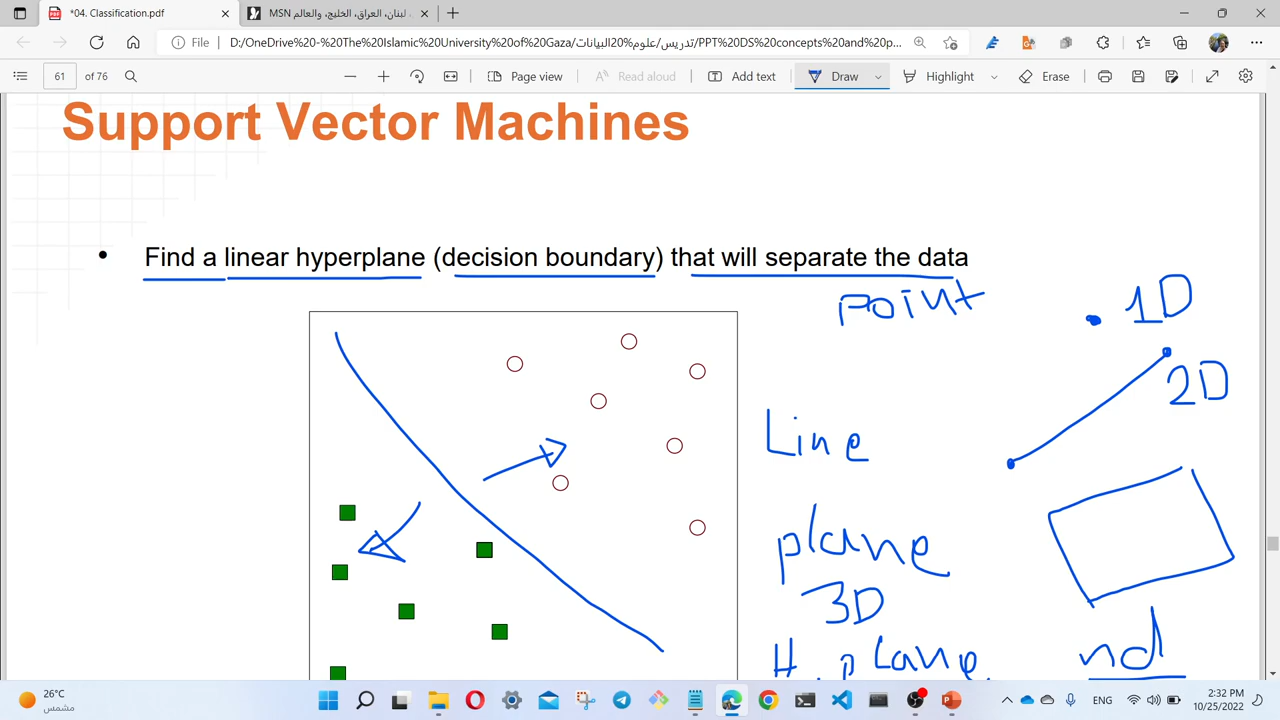 *04. Classification.pdf
MSN لبنان، العراق، الخليج، والعالم
File
D:/OneDrive%20-%20The%20Islamic%20University%20of%20Gaza/تدريس/علوم%20البيانات/PPT%20DS%20concepts%20and%20p...
61 of 76
Page view
Read aloud
Add text
Draw
Highlight
Erase
Support Vector Machines
• Find a linear hyperplane (decision boundary) that will separate the data
Point
1D
2D
Line
plane
3D
H.plane
nd
26°C
مشمس
ENG
2:32 PM
10/25/2022